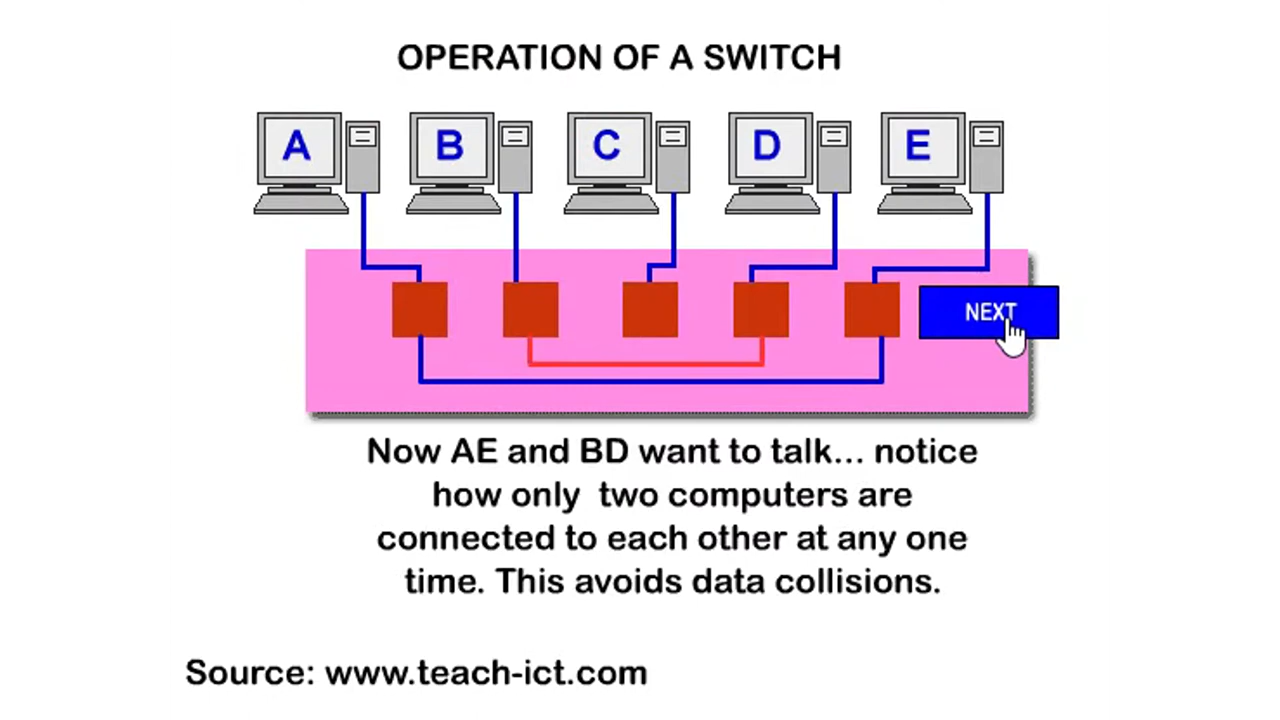 OPERATION OF A SWITCH
A B C D E
NEXT
Now AE and BD want to talk... notice
how only two computers are
connected to each other at any one
time. This avoids data collisions.
Source: www.teach-ict.com